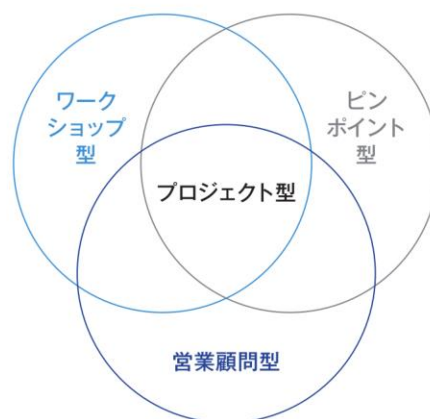 ワーク
ショップ
型
ピン
ポイント
型
プロジェクト型
営業顧問型